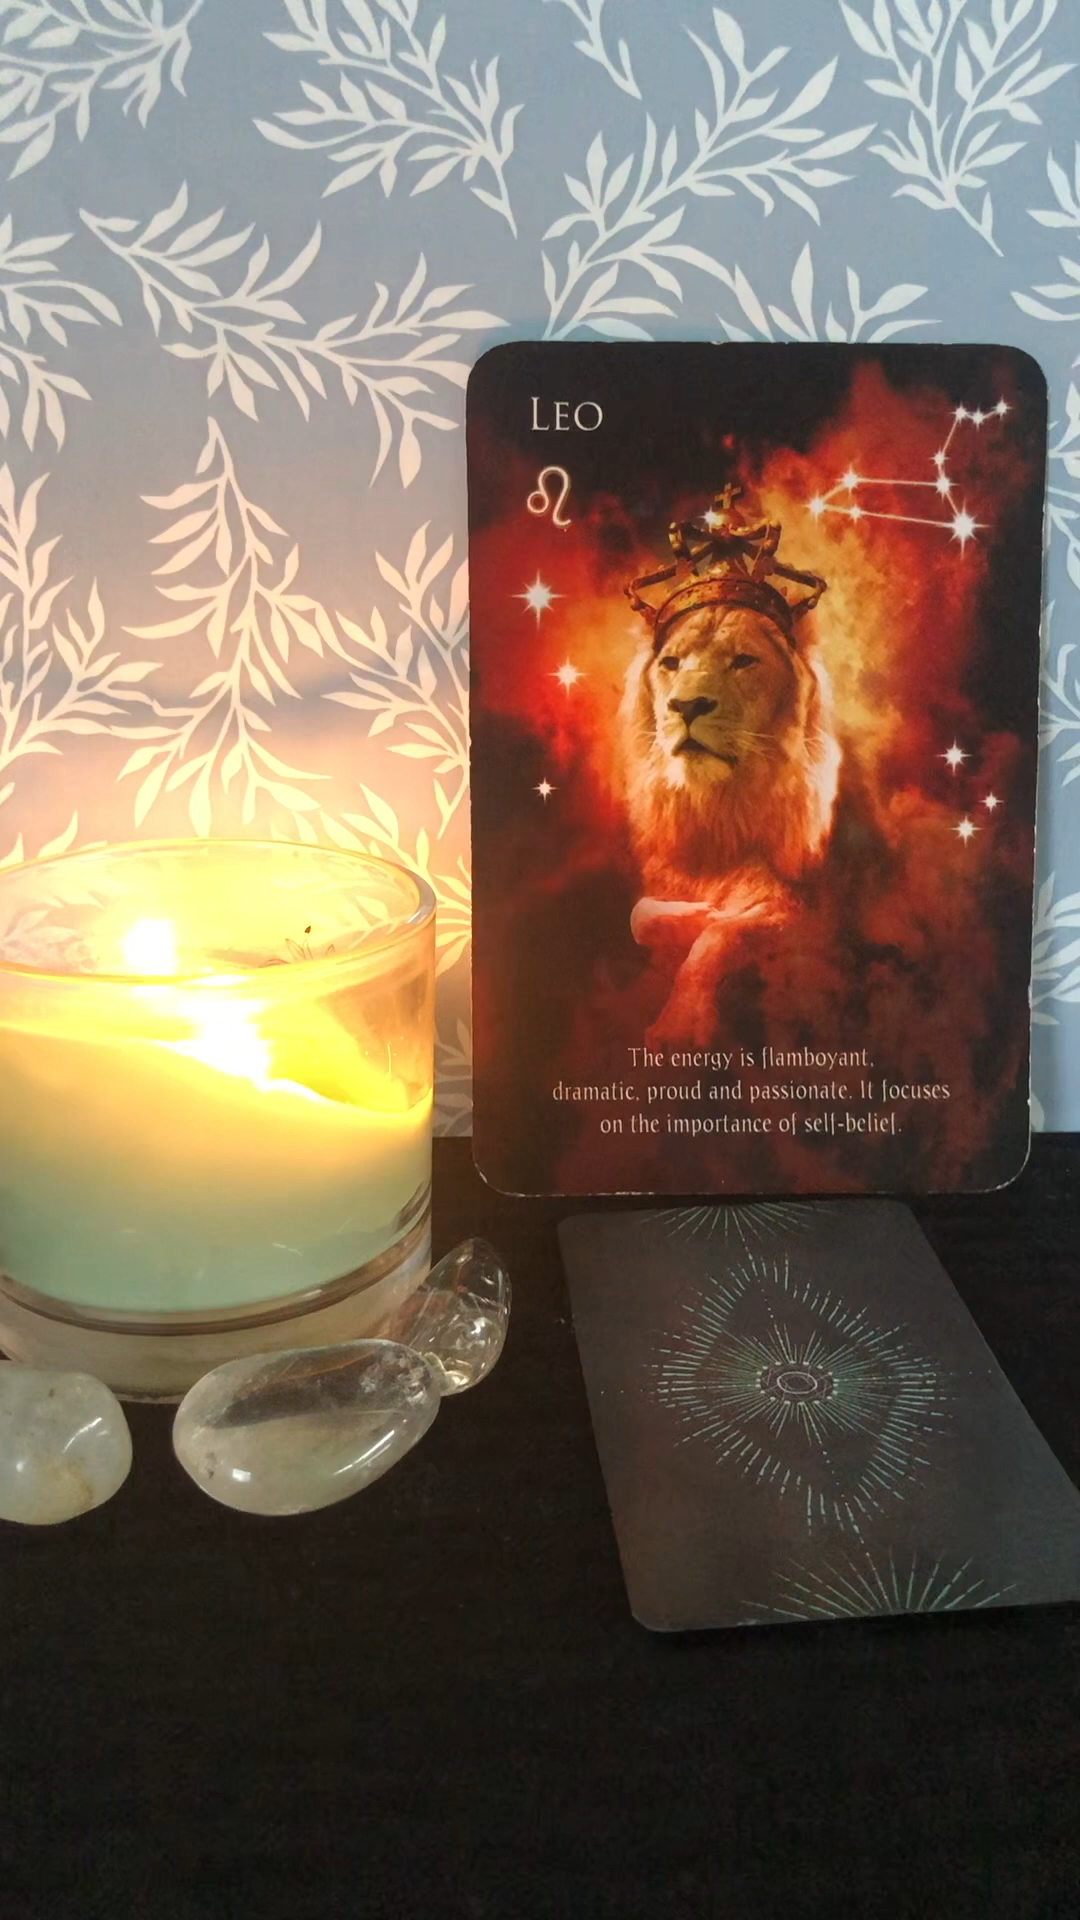 Leo
♌
The energy is flamboyant,
dramatic, proud and passionate. It focuses
on the importance of self-belief.